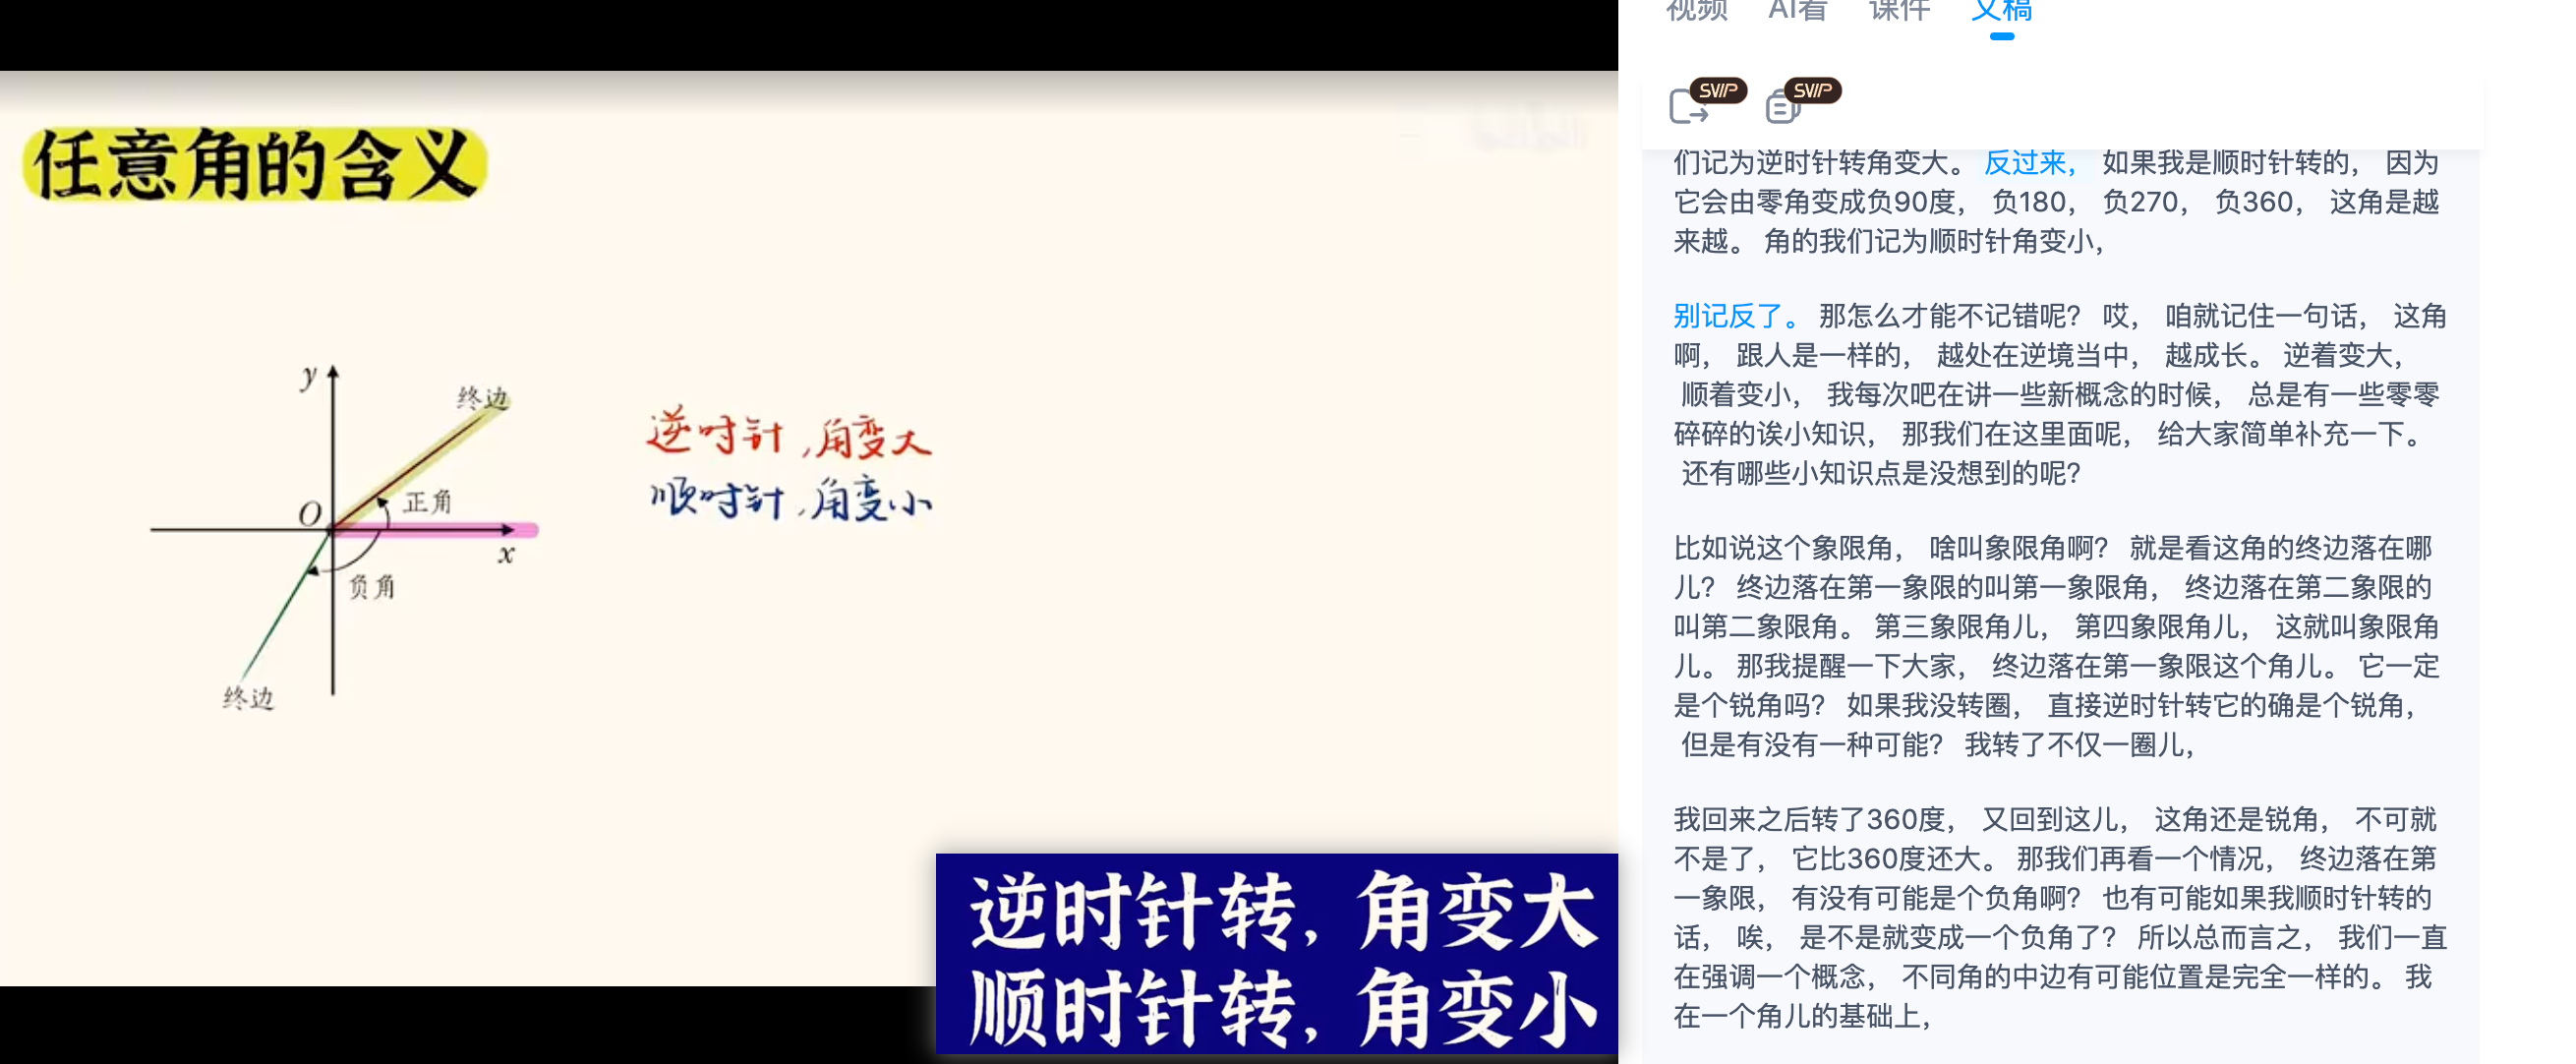 任意角的含义
y
终边
O
正角
x
负角
终边
逆时针，角变大
顺时针，角变小
逆时针转，角变大
顺时针转，角变小
视频 AI看 课件 文稿
SVIP SVIP
们记为逆时针转角变大。 反过来， 如果我是顺时针转的， 因为
它会由零角变成负90度， 负180， 负270， 负360， 这角是越
来越。 角的我们记为顺时针角变小，
别记反了。 那怎么才能不记错呢？ 哎， 咱就记住一句话， 这角
啊， 跟人是一样的， 越处在逆境当中， 越成长。 逆着变大，
顺着变小， 我每次吧在讲一些新概念的时候， 总是有一些零零
碎碎的诶小知识， 那我们在这里面呢， 给大家简单补充一下。
还有哪些小知识点是没想到的呢？
比如说这个象限角， 啥叫象限角啊？ 就是看这角的终边落在哪
儿？ 终边落在第一象限的叫第一象限角， 终边落在第二象限的
叫第二象限角。 第三象限角儿， 第四象限角儿， 这就叫象限角
儿。 那我提醒一下大家， 终边落在第一象限这个角儿。 它一定
是个锐角吗？ 如果我没转圈， 直接逆时针转它的确是个锐角，
但是有没有一种可能？ 我转了不仅一圈儿，
我回来之后转了360度， 又回到这儿， 这角还是锐角， 不可就
不是了， 它比360度还大。 那我们再看一个情况， 终边落在第
一象限， 有没有可能是个负角啊？ 也有可能如果我顺时针转的
话， 唉， 是不是就变成一个负角了？ 所以总而言之， 我们一直
在强调一个概念， 不同角的中边有可能位置是完全一样的。 我
在一个角儿的基础上，